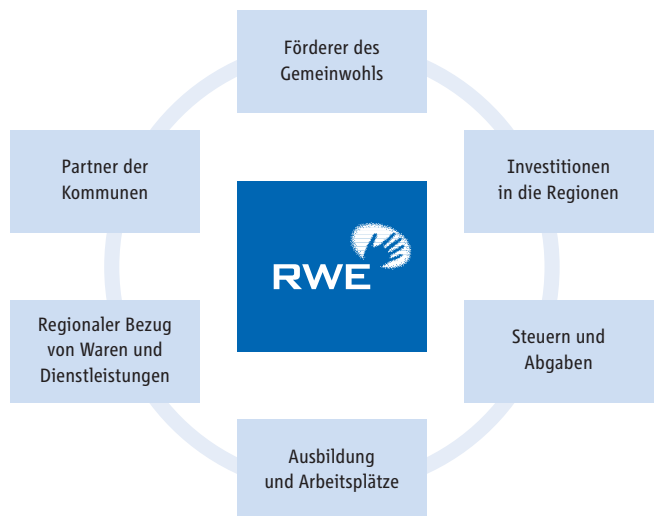 Förderer des
Gemeinwohls
Partner der
Kommunen
Investitionen
in die Regionen
RWE
Regionaler Bezug
von Waren und
Dienstleistungen
Steuern und
Abgaben
Ausbildung
und Arbeitsplätze